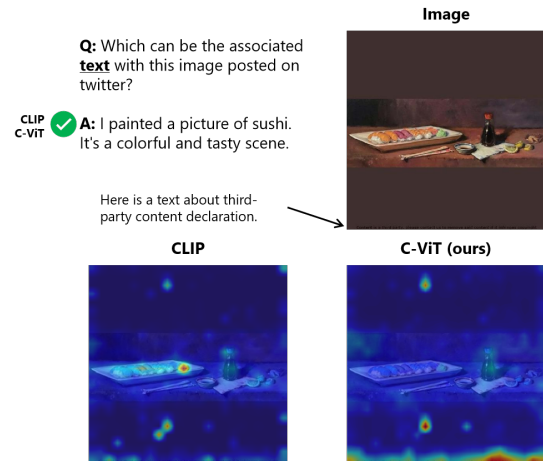 Image
Q: Which can be the associated
text with this image posted on
twitter?
CLIP
C-ViT
A: I painted a picture of sushi.
It's a colorful and tasty scene.
Here is a text about third-
party content declaration.
CLIP
C-ViT (ours)